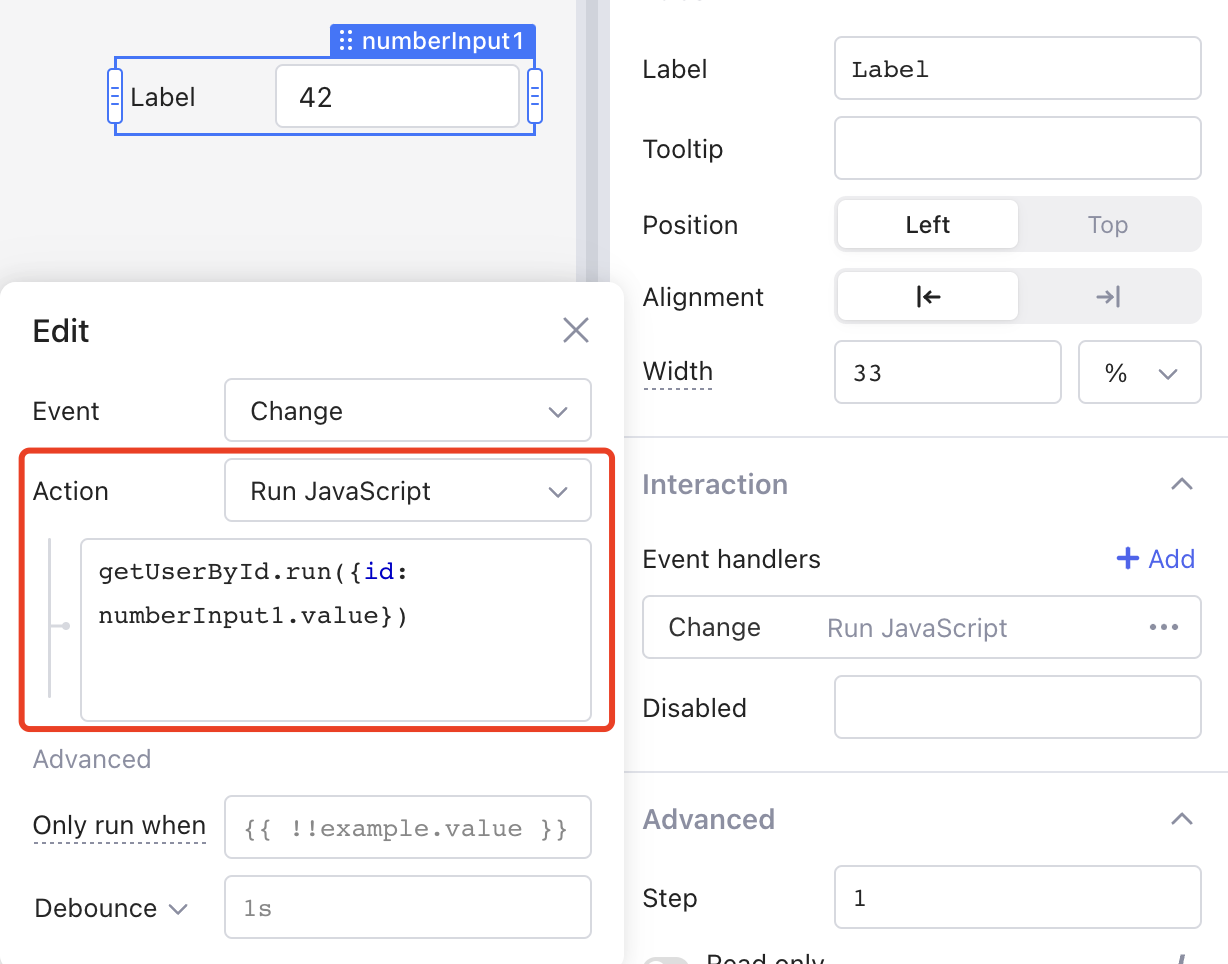 numberInput1
Label 42
Label Label
Tooltip
Position Left Top
Alignment
Width 33 %
Edit
Event Change
Action Run JavaScript
getUserById.run({id:
numberInput1.value})
Advanced
Only run when {{ !!example.value }}
Debounce 1s
Interaction
Event handlers Add
Change Run JavaScript
Disabled
Advanced
Step 1
Read only